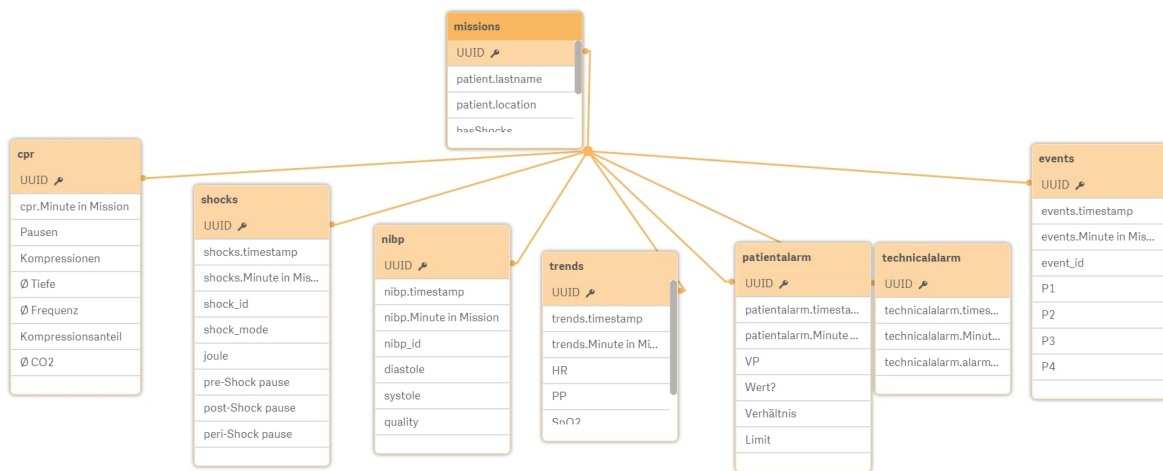 missions
UUID
patient.lastname
patient.location
hasShocks
cpr
UUID
cpr.Minute in Mission
Pausen
Kompressionen
Ø Tiefe
Ø Frequenz
Kompressionsanteil
Ø CO2
shocks
UUID
shocks.timestamp
shocks.Minute in Mis...
shock_id
shock_mode
joule
pre-Shock pause
post-Shock pause
peri-Shock pause
nibp
UUID
nibp.timestamp
nibp.Minute in Mission
nibp_id
diastole
systole
quality
trends
UUID
trends.timestamp
trends.Minute in Mi...
HR
PP
SpO2
patientalarm
UUID
patientalarm.timesta...
patientalarm.Minute ...
VP
Wert?
Verhältnis
Limit
technicalalarm
UUID
technicalalarm.times...
technicalalarm.Minut...
technicalalarm.alarm...
events
UUID
events.timestamp
events.Minute in Mis...
event_id
P1
P2
P3
P4